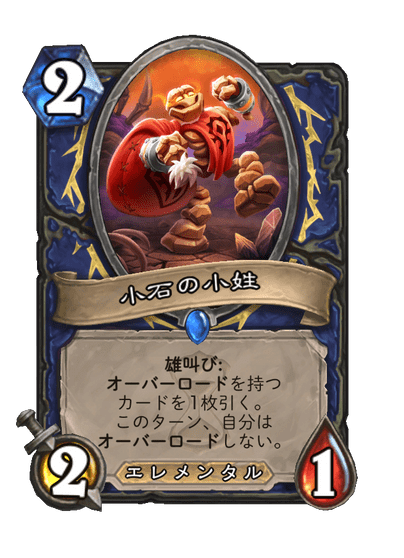 2
小石の小娃
雄叫び:
オーバーロードを持つ
カードを1枚引く。
このターン、自分は
オーバーロードしない。
2
エレメンタル
1